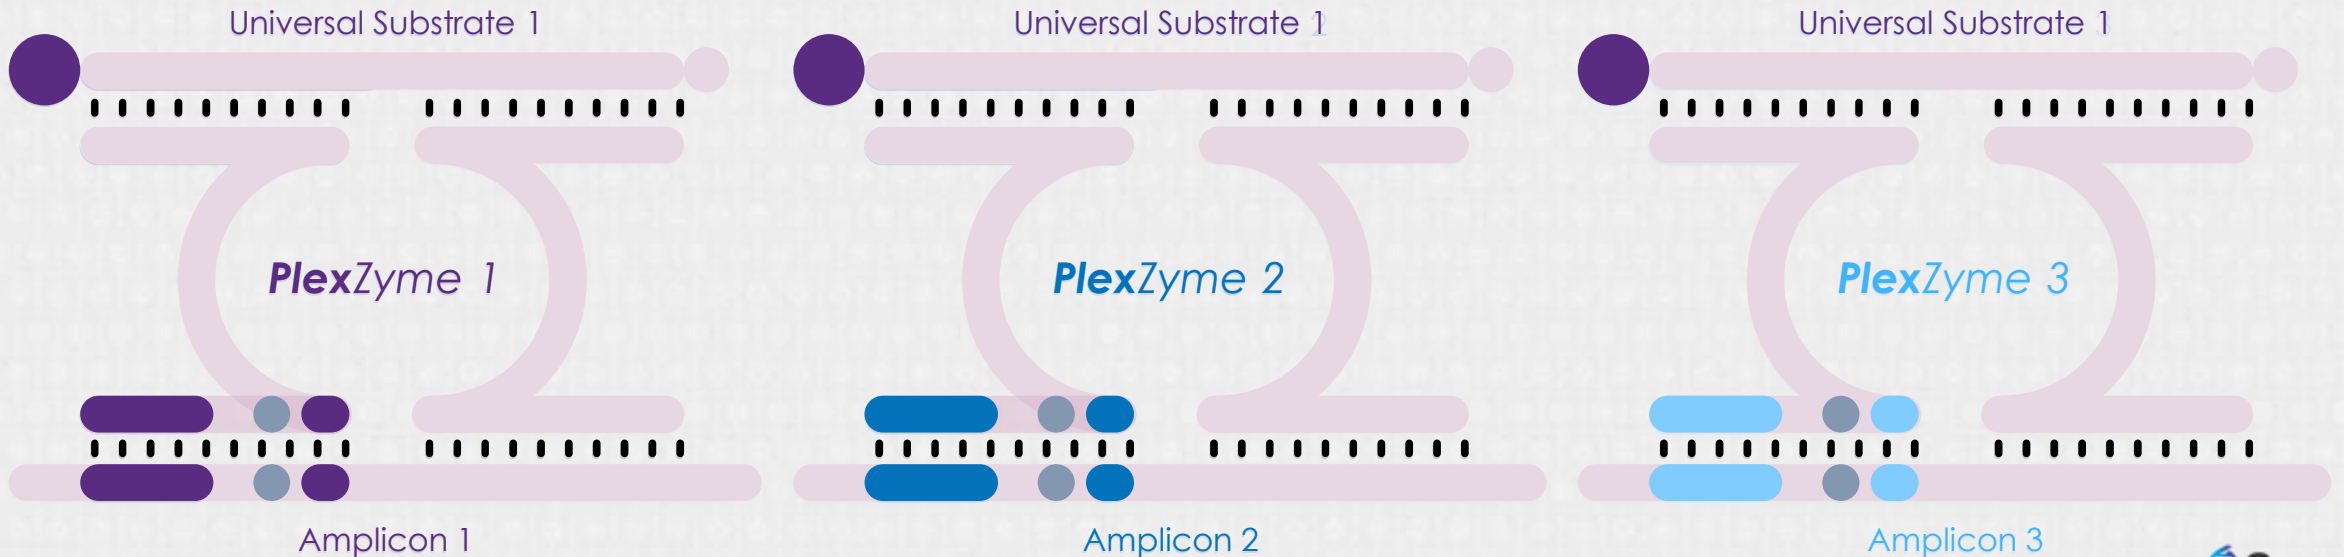 Universal Substrate 1
Universal Substrate 1
Universal Substrate 1
PlexZyme 1
PlexZyme 2
PlexZyme 3
Amplicon 1
Amplicon 2
Amplicon 3